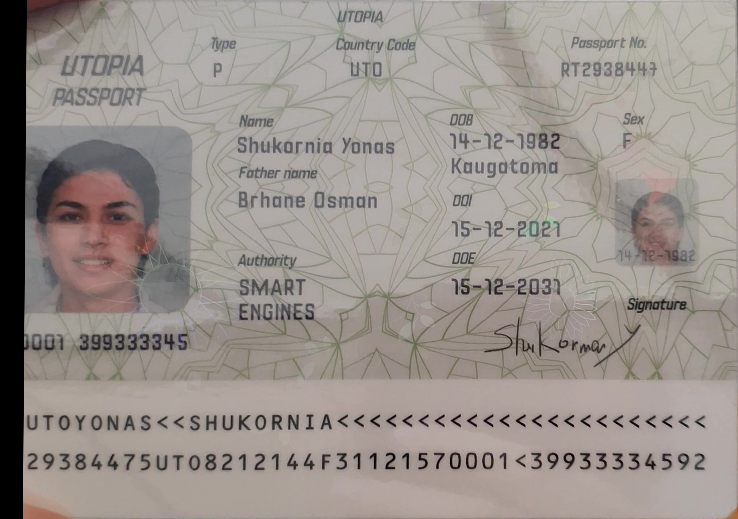 UTOPIA
UTOPIA
PASSPORT
Type
P
Country Code
UTO
Passport No.
RT2938447
Name
Shukornia Yonas
Father name
Brhane Osman
Authority
SMART
ENGINES
DOB
14-12-1982
Kaugatoma
DOI
15-12-2021
DOE
15-12-2031
Sex
F
14-12-1982
Signature
0001 399333345
UTOYONAS<<SHUKORNIA<<<<<<<<<<<<<<<<<<<<<<<
29384475UTO8212144F31121570001<39933334592